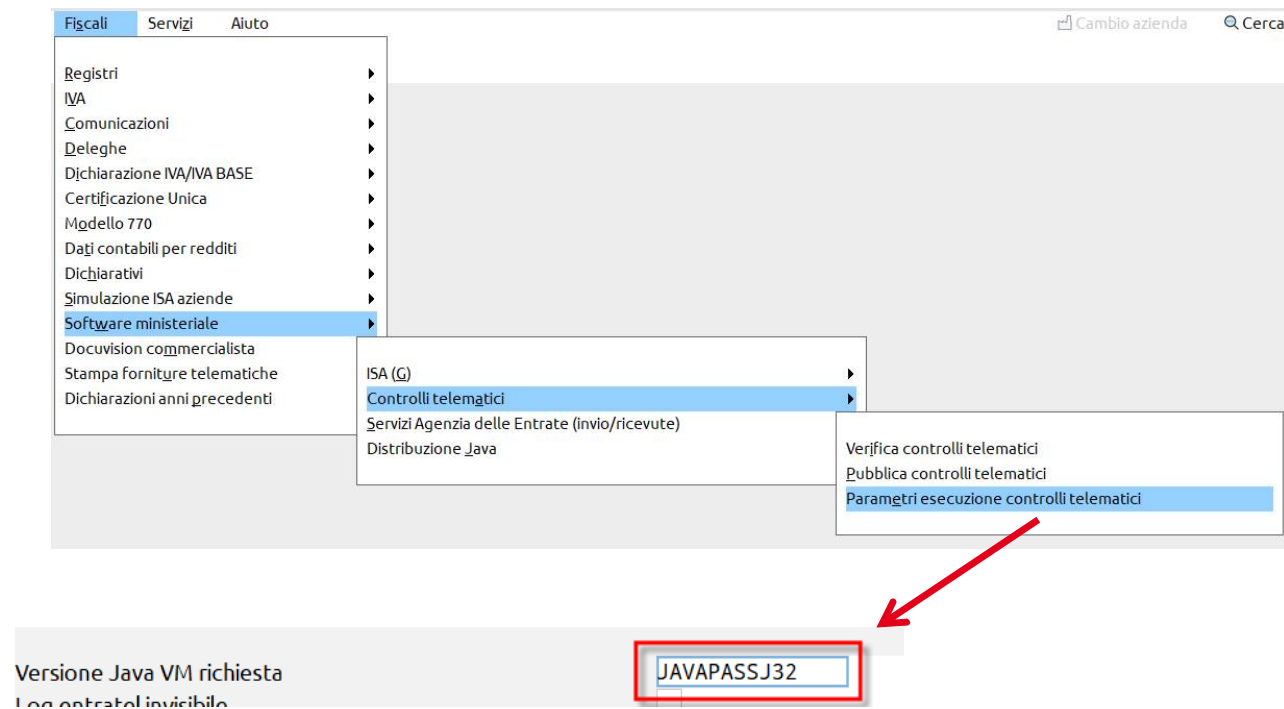 Fiscali Servizi Aiuto Cambio azienda Cerca
Registri
IVA
Comunicazioni
Deleghe
Dichiarazione IVA/IVA BASE
Certificazione Unica
Modello 770
Dati contabili per redditi
Dichiarativi
Simulazione ISA aziende
Software ministeriale
Docuvision commercialista
Stampa forniture telematiche
Dichiarazioni anni precedenti
ISA (G)
Controlli telematici
Servizi Agenzia delle Entrate (invio/ricevute)
Distribuzione Java
Verifica controlli telematici
Pubblica controlli telematici
Parametri esecuzione controlli telematici
Versione Java VM richiesta JAVAPASSJ32
Log entratel invisibile